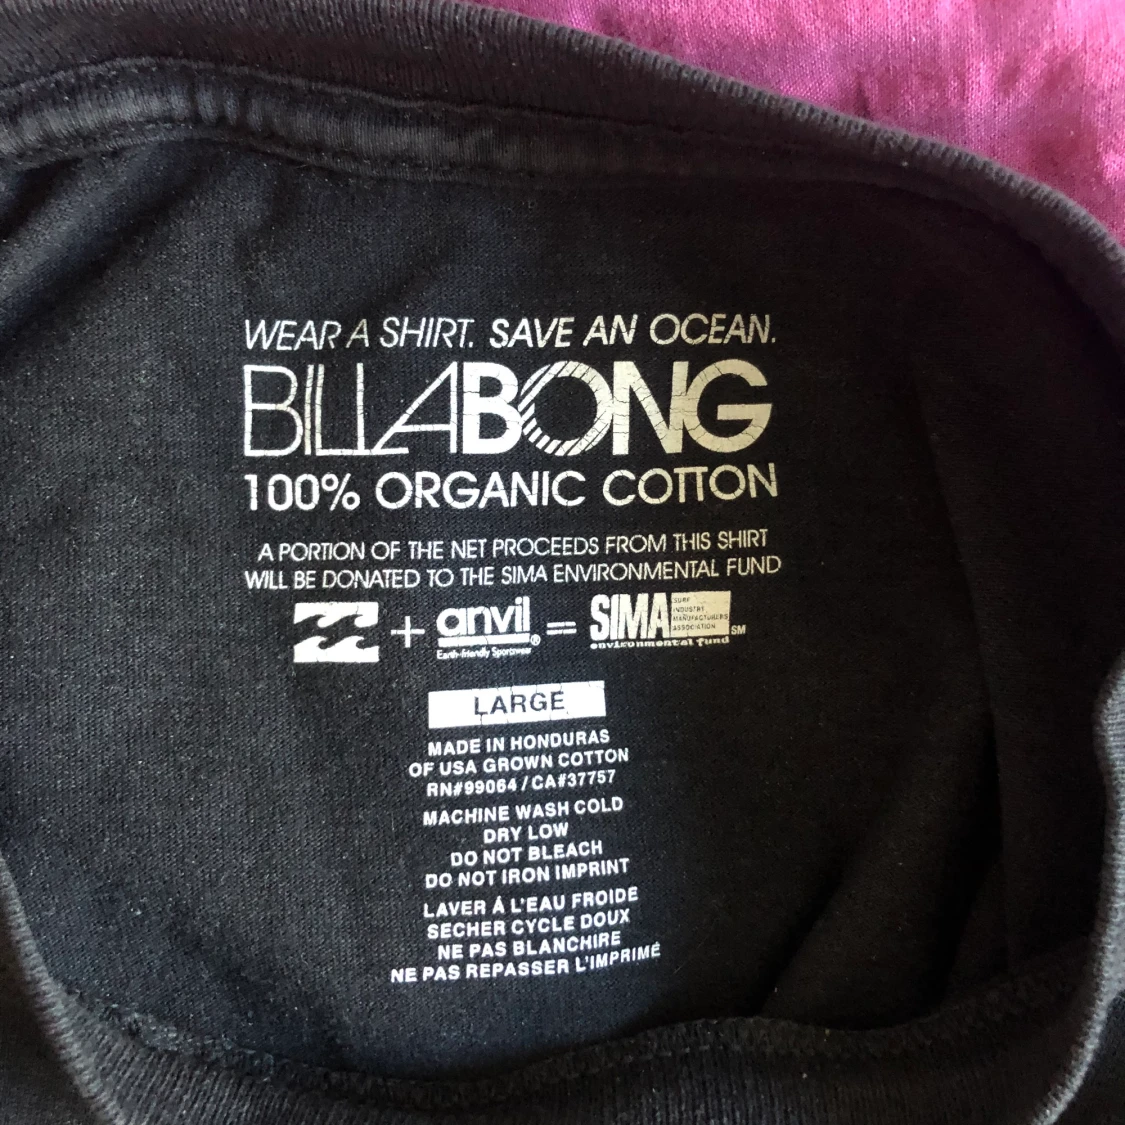 WEAR A SHIRT. SAVE AN OCEAN.
BILLABONG
100% ORGANIC COTTON
A PORTION OF THE NET PROCEEDS FROM THIS SHIRT
WILL BE DONATED TO THE SIMA ENVIRONMENTAL FUND
+ anvil® = SIMA SURF INDUSTRY MANUFACTURERS ASSOCIATION SM
Earth-friendly Sportswear environmental fund
LARGE
MADE IN HONDURAS
OF USA GROWN COTTON
RN#99064 / CA#37757
MACHINE WASH COLD
DRY LOW
DO NOT BLEACH
DO NOT IRON IMPRINT
LAVER Á L'EAU FROIDE
SECHER CYCLE DOUX
NE PAS BLANCHIRE
NE PAS REPASSER L'IMPRIMÉ